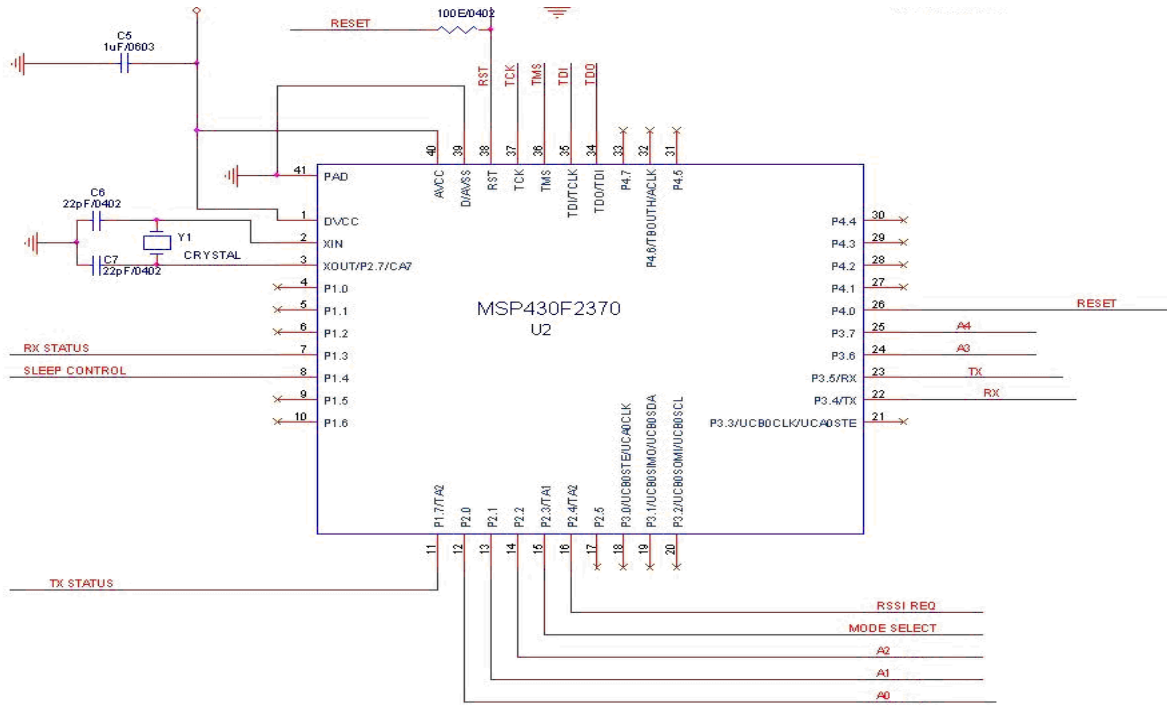 100E/0402
RESET
C5
1uF/0603
RST
TCK
TMS
TDI
TDO
40
39
38
37
36
35
34
33
32
31
AVCC
D/AVSS
RST
TCK
TMS
TDI/TCLK
TDO/TDI
P4.7
P4.6/TBOUTH/ACLK
P4.5
41 PAD
1 DVCC
2 XIN
3 XOUT/P2.7/CA7
4 P1.0
5 P1.1
6 P1.2
7 P1.3
8 P1.4
9 P1.5
10 P1.6
C6
22pF/0402
Y1
CRYSTAL
C7
22pF/0402
RX STATUS
SLEEP CONTROL
MSP430F2370
U2
P4.4 30
P4.3 29
P4.2 28
P4.1 27
P4.0 26 RESET
P3.7 25 A4
P3.6 24 A3
P3.5/RX 23 TX
P3.4/TX 22 RX
P3.3/UCB0CLK/UCA0STE 21
P1.7/TA2
P2.0
P2.1
P2.2
P2.3/TA1
P2.4/TA2
P2.5
P3.0/UCB0STE/UCA0CLK
P3.1/UCB0SIMO/UCB0SDA
P3.2/UCB0SOMI/UCB0SCL
11
12
13
14
15
16
17
18
19
20
TX STATUS
RSSI REQ
MODE SELECT
A2
A1
A0